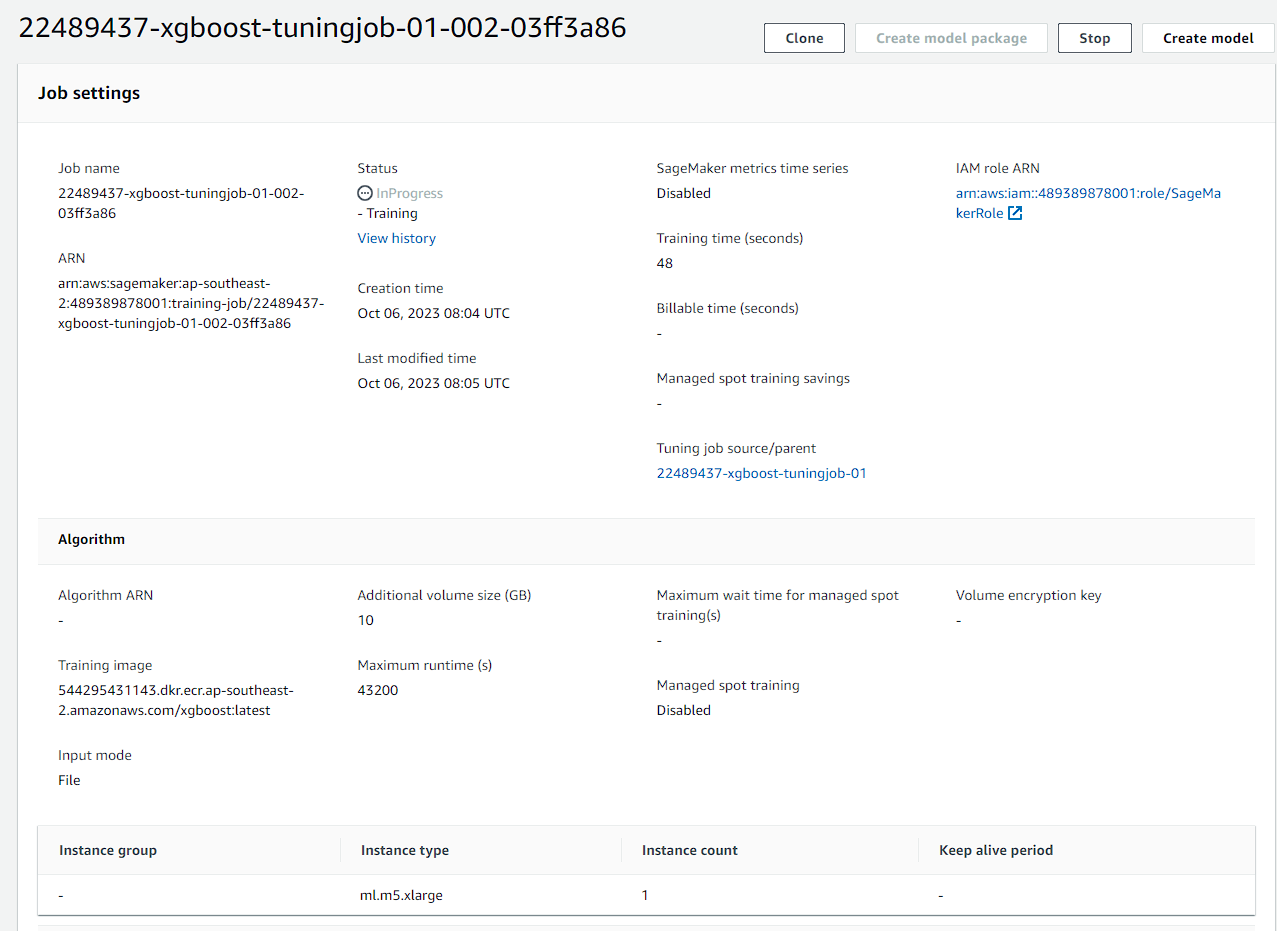 22489437-xgboost-tuningjob-01-002-03ff3a86
Clone
Create model package
Stop
Create model
Job settings
Job name
22489437-xgboost-tuningjob-01-002-
03ff3a86
ARN
arn:aws:sagemaker:ap-southeast-
2:489389878001:training-job/22489437-
xgboost-tuningjob-01-002-03ff3a86
Status
InProgress
- Training
View history
Creation time
Oct 06, 2023 08:04 UTC
Last modified time
Oct 06, 2023 08:05 UTC
SageMaker metrics time series
Disabled
Training time (seconds)
48
Billable time (seconds)
-
Managed spot training savings
-
Tuning job source/parent
22489437-xgboost-tuningjob-01
IAM role ARN
arn:aws:iam::489389878001:role/SageMa
kerRole
Algorithm
Algorithm ARN
-
Training image
544295431143.dkr.ecr.ap-southeast-
2.amazonaws.com/xgboost:latest
Input mode
File
Additional volume size (GB)
10
Maximum runtime (s)
43200
Maximum wait time for managed spot
training(s)
-
Managed spot training
Disabled
Volume encryption key
-
Instance group
Instance type
Instance count
Keep alive period
-
ml.m5.xlarge
1
-